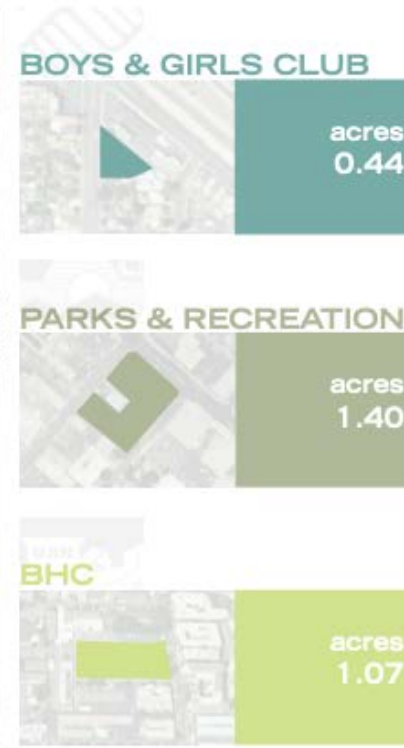 BOYS & GIRLS CLUB
acres
0.44
PARKS & RECREATION
acres
1.40
BHC
acres
1.07